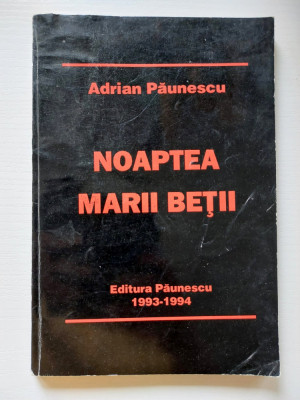 Adrian Păunescu
NOAPTEA
MARII BEŢII
Editura Păunescu
1993-1994